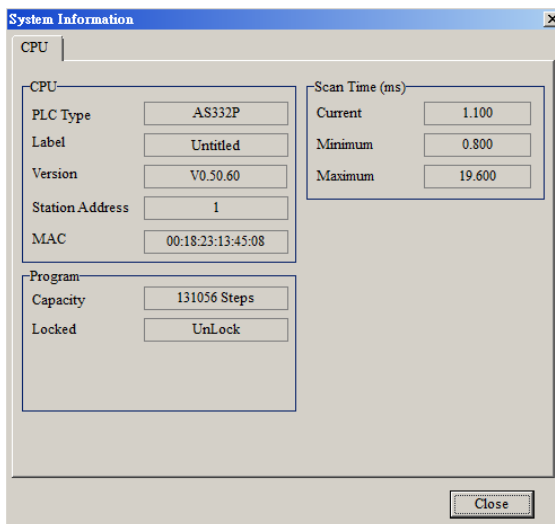 System Information
CPU
CPU
PLC Type AS332P
Label Untitled
Version V0.50.60
Station Address 1
MAC 00:18:23:13:45:08
Program
Capacity 131056 Steps
Locked UnLock
Scan Time (ms)
Current 1.100
Minimum 0.800
Maximum 19.600
Close